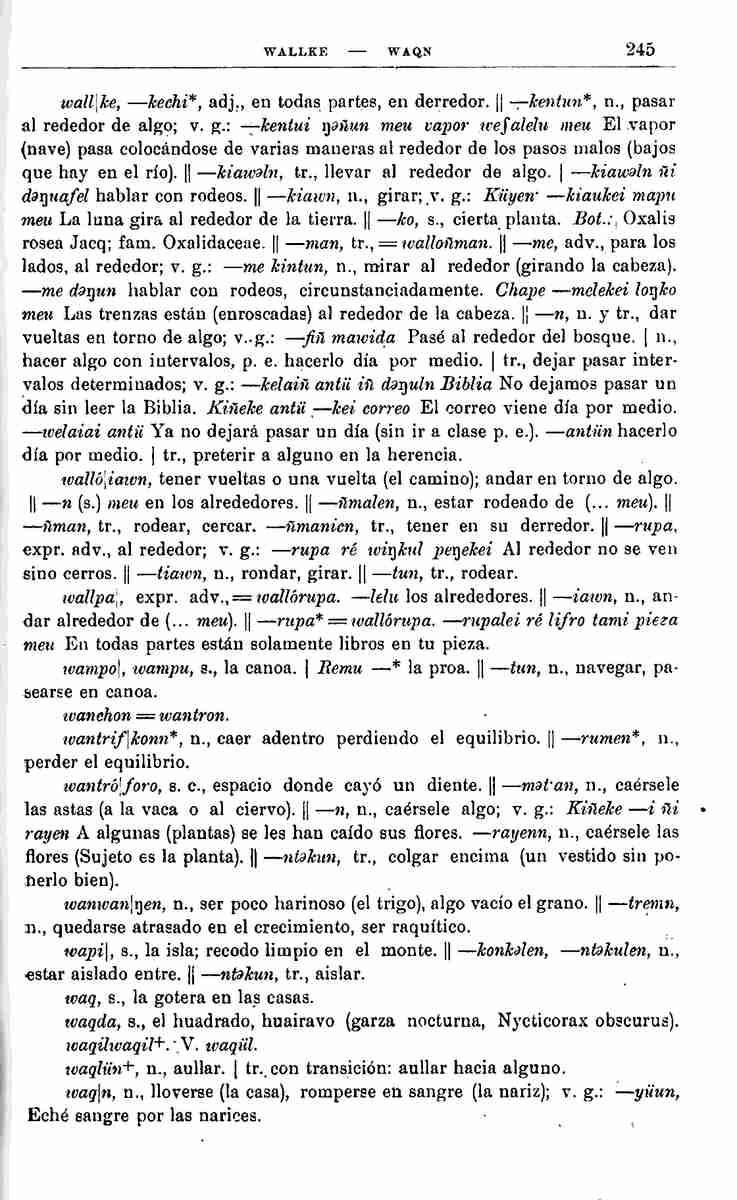 WALLKE — WAQN 245
wall|ke, —kechi*, adj., en todas partes, en derredor. || —kentun*, n., pasar
al rededor de algo; v. g.: —kentui ŋəñun meu vapor weʃalelu meu El vapor
(nave) pasa colocándose de varias maneras al rededor de los pasos malos (bajos
que hay en el río). || —kiawəln, tr., llevar al rededor de algo. | —kiawəln ñi
dəŋuafel hablar con rodeos. || —kiawn, n., girar; v. g.: Küyen· —kiaukei mapu
meu La luna gira al rededor de la tierra. || —ko, s., cierta planta. Bot.: Oxalis
rosea Jacq; fam. Oxalidaceae. || —man, tr., = walloñman. || —me, adv., para los
lados, al rededor; v. g.: —me kintun, n., mirar al rededor (girando la cabeza).
—me dəŋun hablar con rodeos, circunstanciadamente. Chape —melekei loŋko
meu Las trenzas están (enroscadas) al rededor de la cabeza. || —n, n. y tr., dar
vueltas en torno de algo; v. g.: —fiñ mawida Pasé al rededor del bosque. | n.,
hacer algo con intervalos, p. e. hacerlo día por medio. | tr., dejar pasar inter-
valos determinados; v. g.: —kelaiñ antü iñ dəŋuln Biblia No dejamos pasar un
día sin leer la Biblia. Kiñeke antü —kei correo El correo viene día por medio.
—welaiai antü Ya no dejará pasar un día (sin ir a clase p. e.). —antün hacerlo
día por medio. | tr., preterir a alguno en la herencia.
walló|iawn, tener vueltas o una vuelta (el camino); andar en torno de algo.
|| —n (s.) meu en los alrededores. || —ñmalen, n., estar rodeado de (... meu). ||
—ñman, tr., rodear, cercar. —ñmanien, tr., tener en su derredor. || —rupa,
expr. adv., al rededor; v. g.: —rupa ré wiŋkul peŋekei Al rededor no se ven
sino cerros. || —tiawn, n., rondar, girar. || —tun, tr., rodear.
wallpa|, expr. adv., = wallórupa. —lelu los alrededores. || —iawn, n., an-
dar alrededor de (... meu). || —rupa* = wallórupa. —rupalei ré lifro tami pieza
meu En todas partes están solamente libros en tu pieza.
wampo|, wampu, s., la canoa. | Remu —* la proa. || —tun, n., navegar, pa-
searse en canoa.
wanchon = wantron.
wantrif|konn*, n., caer adentro perdiendo el equilibrio. || —rumen*, n.,
perder el equilibrio.
wantró|foro, s. c., espacio donde cayó un diente. || —mət·an, n., caérsele
las astas (a la vaca o al ciervo). || —n, n., caérsele algo; v. g.: Kiñeke —i ñi
rayen A algunas (plantas) se les han caído sus flores. —rayenn, n., caérsele las
flores (Sujeto es la planta). || —ntəkun, tr., colgar encima (un vestido sin po-
nerlo bien).
wanwan|ŋen, n., ser poco harinoso (el trigo), algo vacío el grano. || —tremn,
n., quedarse atrasado en el crecimiento, ser raquítico.
wapi|, s., la isla; recodo limpio en el monte. || —konkəlen, —ntəkulen, n.,
estar aislado entre. || —ntəkun, tr., aislar.
waq, s., la gotera en las casas.
waqda, s., el huadrado, huairavo (garza nocturna, Nycticorax obscurus).
waqilwaqil+. V. waqül.
waqlün+, n., aullar. | tr. con transición: aullar hacia alguno.
waq|n, n., lloverse (la casa), romperse en sangre (la nariz); v. g.: —yüun,
Eché sangre por las narices.